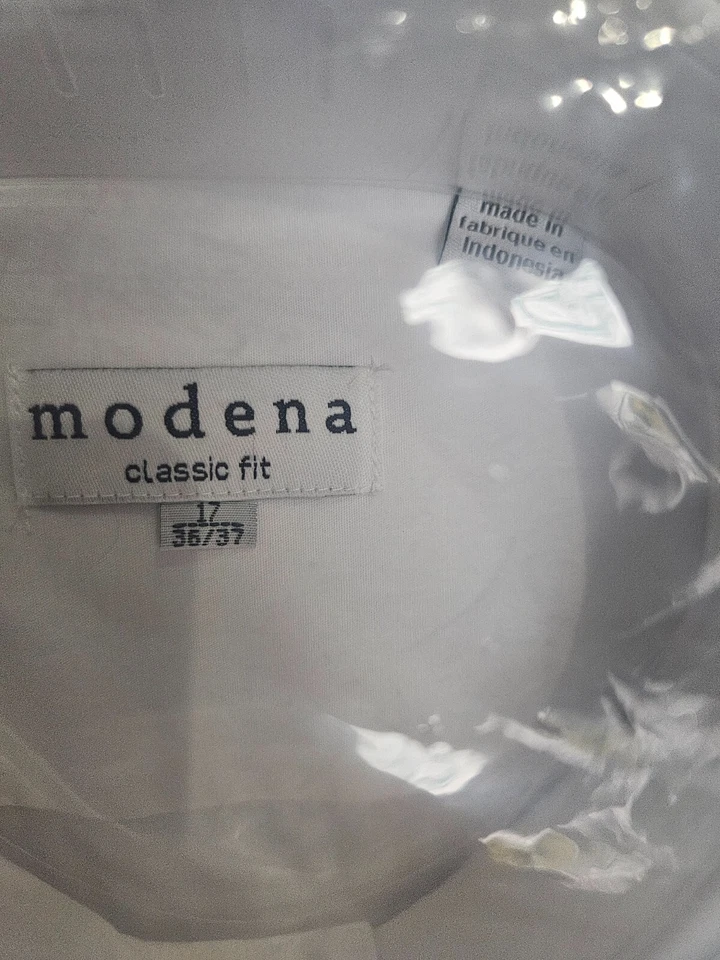 made in
fabrique en
Indonesia
modena
classic fit
17
36/37